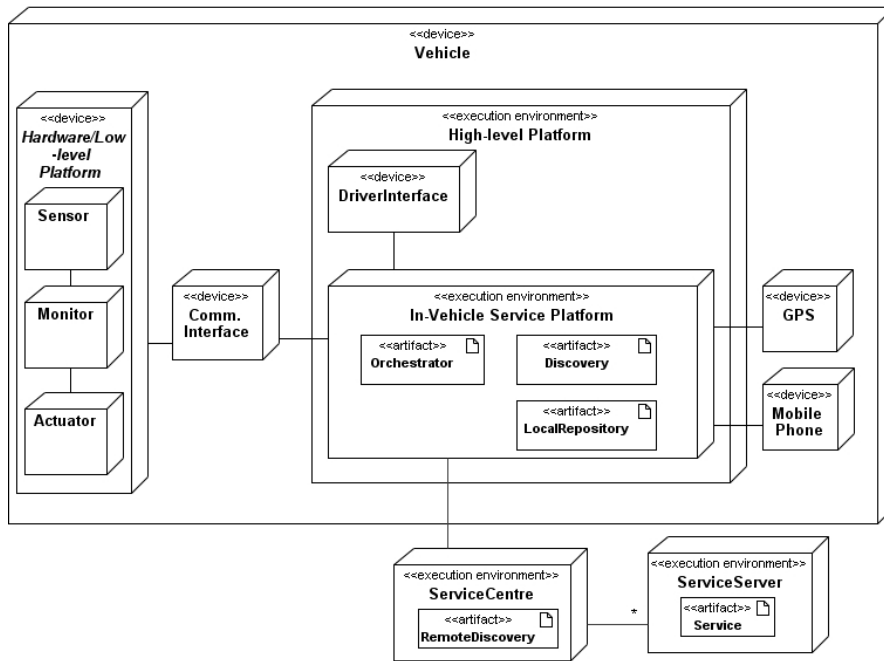 <<device>>
Vehicle
<<device>>
Hardware/Low
-level
Platform
Sensor
Monitor
Actuator
<<device>>
Comm.
Interface
<<execution environment>>
High-level Platform
<<device>>
DriverInterface
<<execution environment>>
In-Vehicle Service Platform
<<artifact>>
Orchestrator
<<artifact>>
Discovery
<<artifact>>
LocalRepository
<<device>>
GPS
<<device>>
Mobile
Phone
<<execution environment>>
ServiceCentre
<<artifact>>
RemoteDiscovery
*
<<execution environment>>
ServiceServer
<<artifact>>
Service